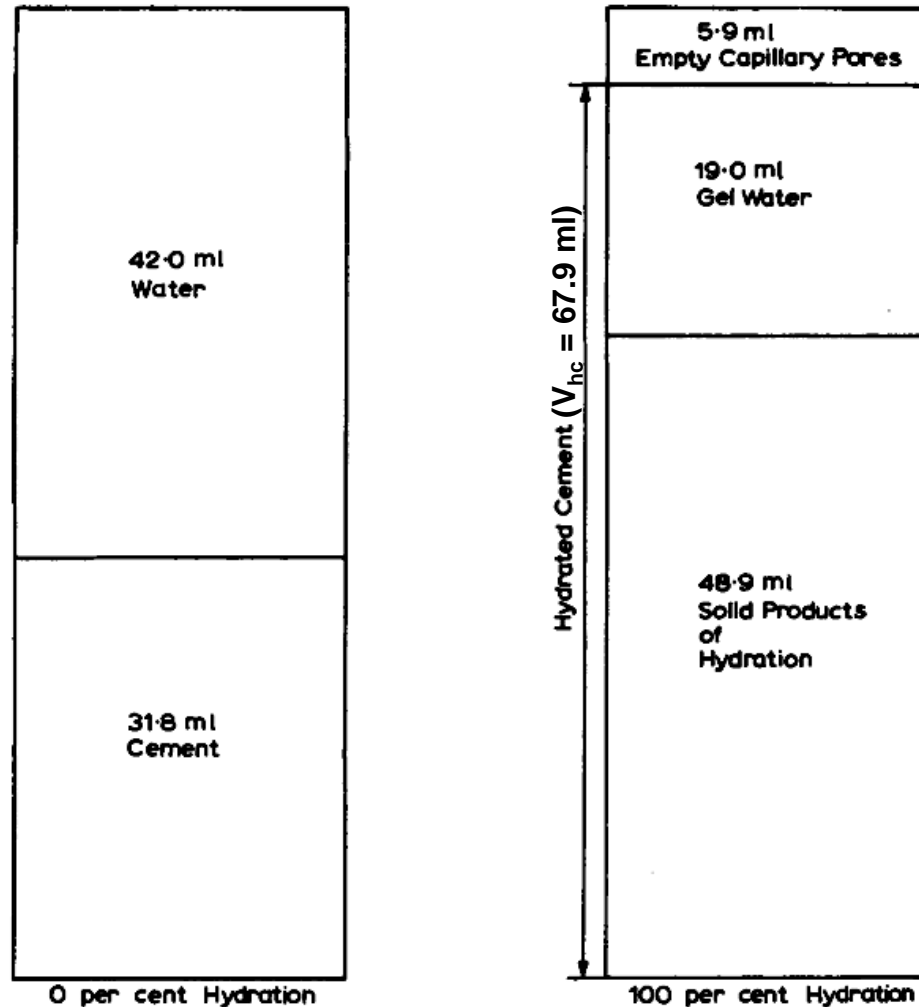 42·0 ml
Water
31·8 ml
Cement
0 per cent Hydration
5·9 ml
Empty Capillary Pores
19·0 ml
Gel Water
Hydrated Cement (Vhc = 67.9 ml)
48·9 ml
Solid Products
of
Hydration
100 per cent Hydration